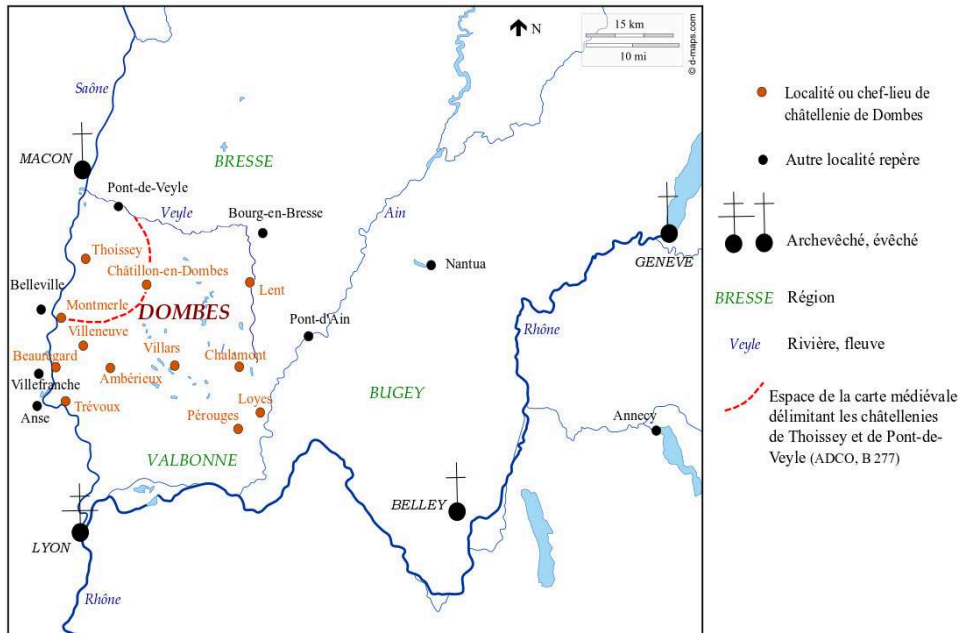 15 km
10 mi
© d-maps.com
N
Saône
MACON
BRESSE
Pont-de-Veyle
Veyle
Bourg-en-Bresse
Ain
GENEVE
Thoissey
Châtillon-en-Dombes
Nantua
Belleville
Montmerle
Lent
DOMBES
Villeneuve
Pont-d'Ain
Rhône
Beauregard
Villars
Chalamont
Villefranche
Ambérieux
BUGEY
Trévoux
Loyes
Anse
Pérouges
Annecy
VALBONNE
BELLEY
LYON
Rhône
Localité ou chef-lieu de
châtellenie de Dombes
Autre localité repère
Archevêché, évêché
BRESSE
Région
Veyle
Rivière, fleuve
Espace de la carte médiévale
délimitant les châtellenies
de Thoissey et de Pont-de-
Veyle (ADCO, B 277)